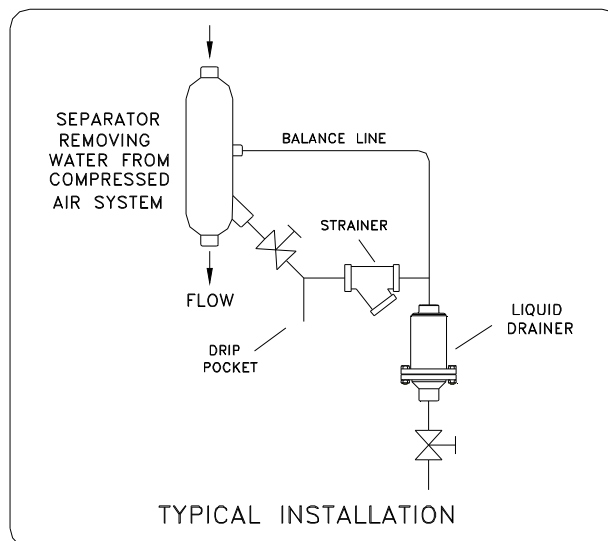 SEPARATOR
REMOVING
WATER FROM
COMPRESSED
AIR SYSTEM
BALANCE LINE
STRAINER
FLOW
DRIP
POCKET
LIQUID
DRAINER
TYPICAL INSTALLATION